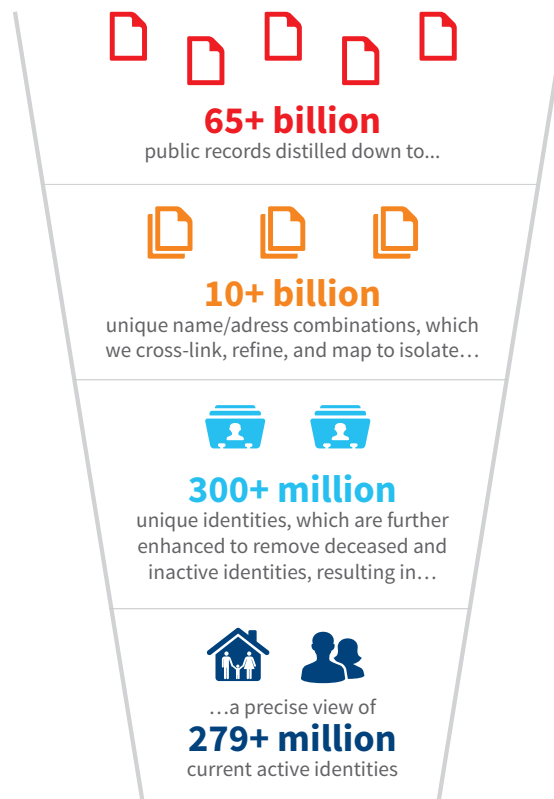 65+ billion
public records distilled down to...
10+ billion
unique name/adress combinations, which
we cross-link, refine, and map to isolate…
300+ million
unique identities, which are further
enhanced to remove deceased and
inactive identities, resulting in…
…a precise view of
279+ million
current active identities